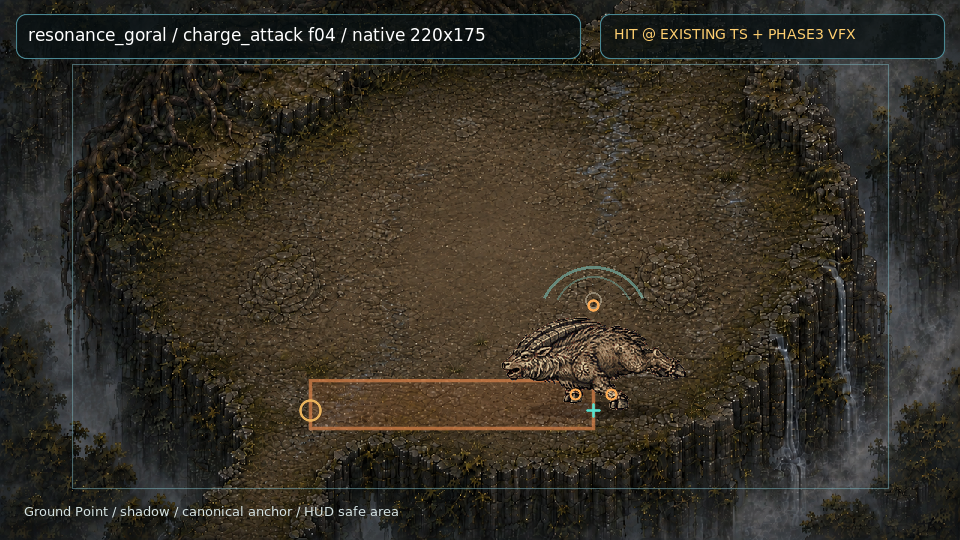 resonance_goral / charge_attack f04 / native 220x175
HIT @ EXISTING TS + PHASE3 VFX
Ground Point / shadow / canonical anchor / HUD safe area